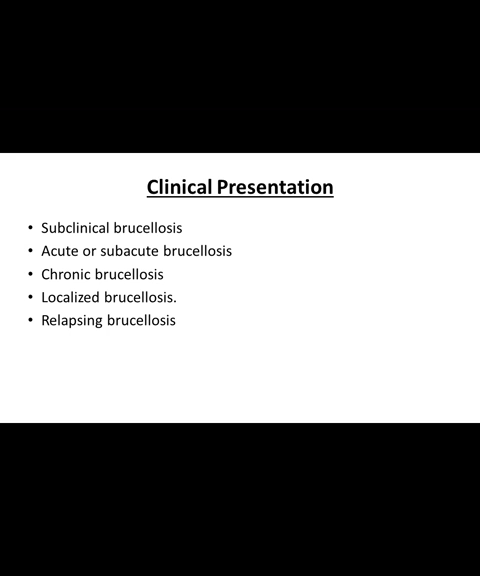 Clinical Presentation
• Subclinical brucellosis
• Acute or subacute brucellosis
• Chronic brucellosis
• Localized brucellosis.
• Relapsing brucellosis